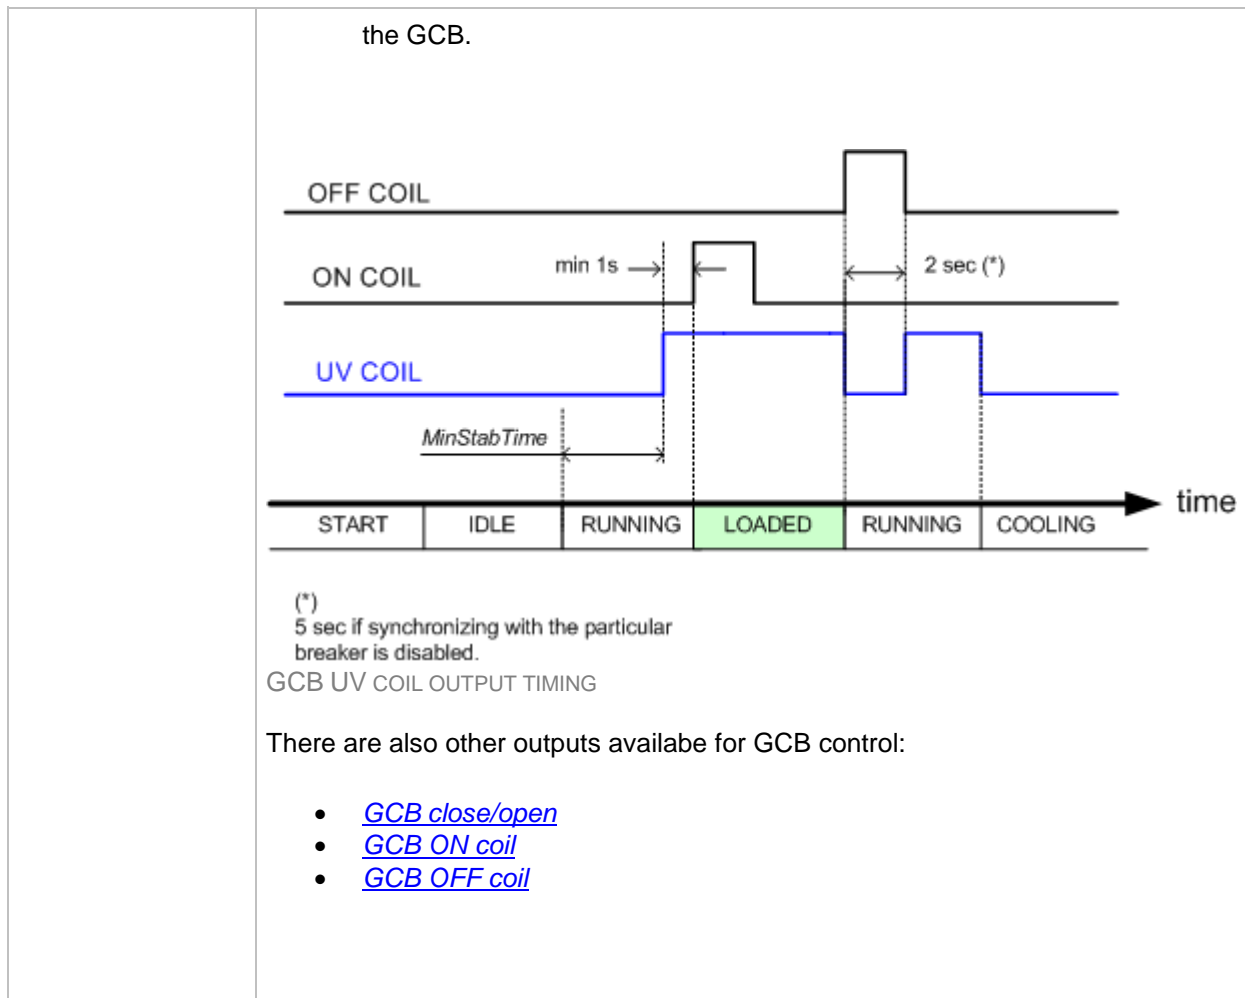 the GCB.
OFF COIL
ON COIL
min 1s
2 sec (*)
UV COIL
MinStabTime
time
START IDLE RUNNING LOADED RUNNING COOLING
(*)
5 sec if synchronizing with the particular
breaker is disabled.
GCB UV COIL OUTPUT TIMING
There are also other outputs availabe for GCB control:
• GCB close/open
• GCB ON coil
• GCB OFF coil